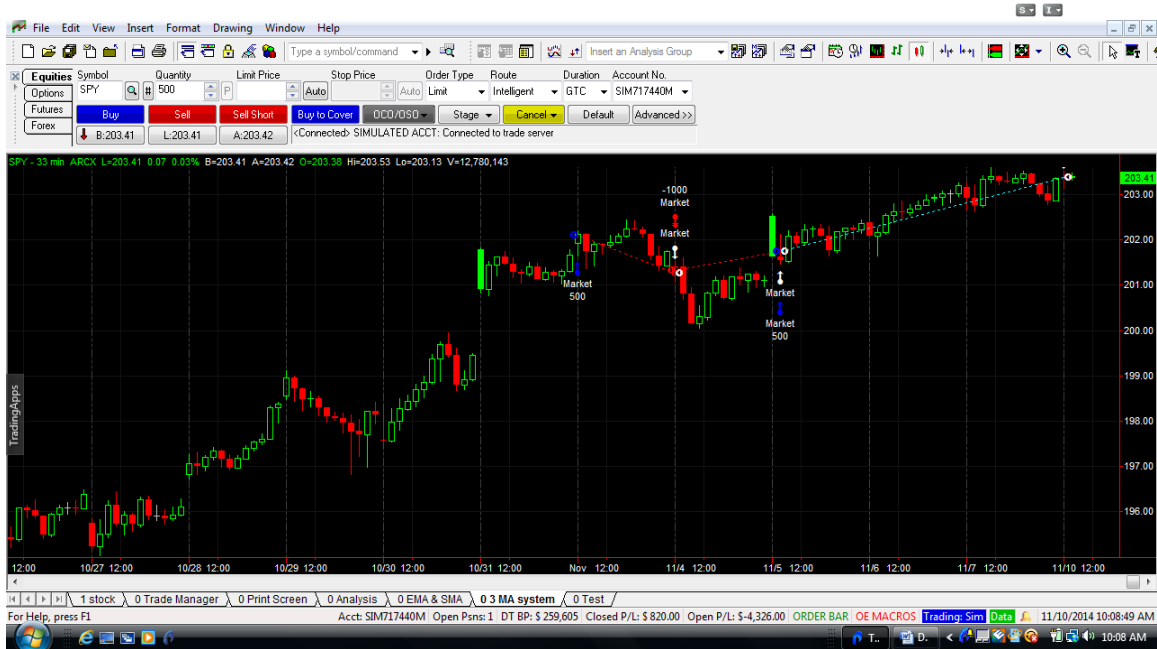 S I
File Edit View Insert Format Drawing Window Help
Type a symbol/command Insert an Analysis Group
Equities Symbol Quantity Limit Price Stop Price Order Type Route Duration Account No.
Options SPY # 500 P Auto Auto Limit Intelligent GTC SIM717440M
Futures Buy Sell Sell Short Buy to Cover OCO/OSO Stage Cancel Default Advanced >>
Forex B:203.41 L:203.41 A:203.42 <Connected> SIMULATED ACCT: Connected to trade server
SPY - 33 min ARCX L=203.41 0.07 0.03% B=203.41 A=203.42 O=203.38 Hi=203.53 Lo=203.13 V=12,780,143
203.41
-1000
Market
203.00
Market
202.00
Market
500
Market
201.00
Market
500
200.00
199.00
198.00
197.00
196.00
TradingApps
12:00 10/27 12:00 10/28 12:00 10/29 12:00 10/30 12:00 10/31 12:00 Nov 12:00 11/4 12:00 11/5 12:00 11/6 12:00 11/7 12:00 11/10 12:00
1 stock 0 Trade Manager 0 Print Screen 0 Analysis 0 EMA & SMA 0 3 MA system 0 Test
For Help, press F1 Acct: SIM717440M Open Psns: 1 DT BP: $ 259,605 Closed P/L: $ 820.00 Open P/L: $-4,326.00 ORDER BAR OE MACROS Trading: Sim Data 11/10/2014 10:08:49 AM
T.. D. < 10:08 AM